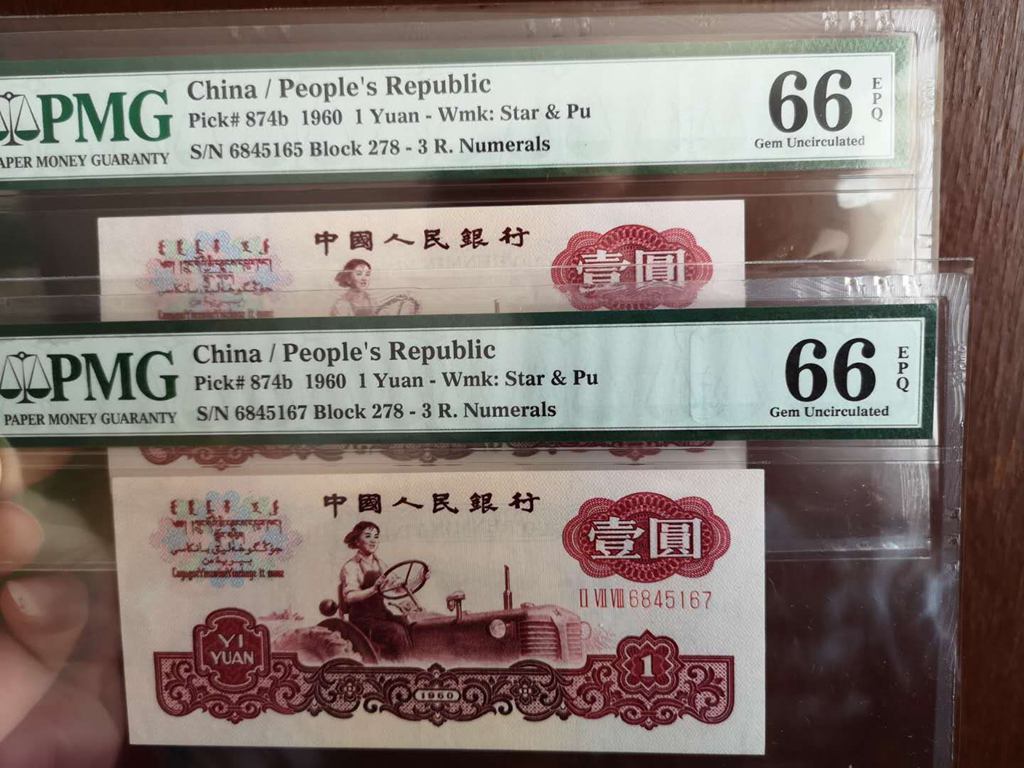 PMG
PAPER MONEY GUARANTY
China / People's Republic
Pick# 874b 1960 1 Yuan - Wmk: Star & Pu
S/N 6845165 Block 278 - 3 R. Numerals
66 EPQ
Gem Uncirculated
中國人民銀行
壹圓
PMG
PAPER MONEY GUARANTY
China / People's Republic
Pick# 874b 1960 1 Yuan - Wmk: Star & Pu
S/N 6845167 Block 278 - 3 R. Numerals
66 EPQ
Gem Uncirculated
中國人民銀行
壹圓
II VII VIII 6845167
YI
YUAN
1960
1